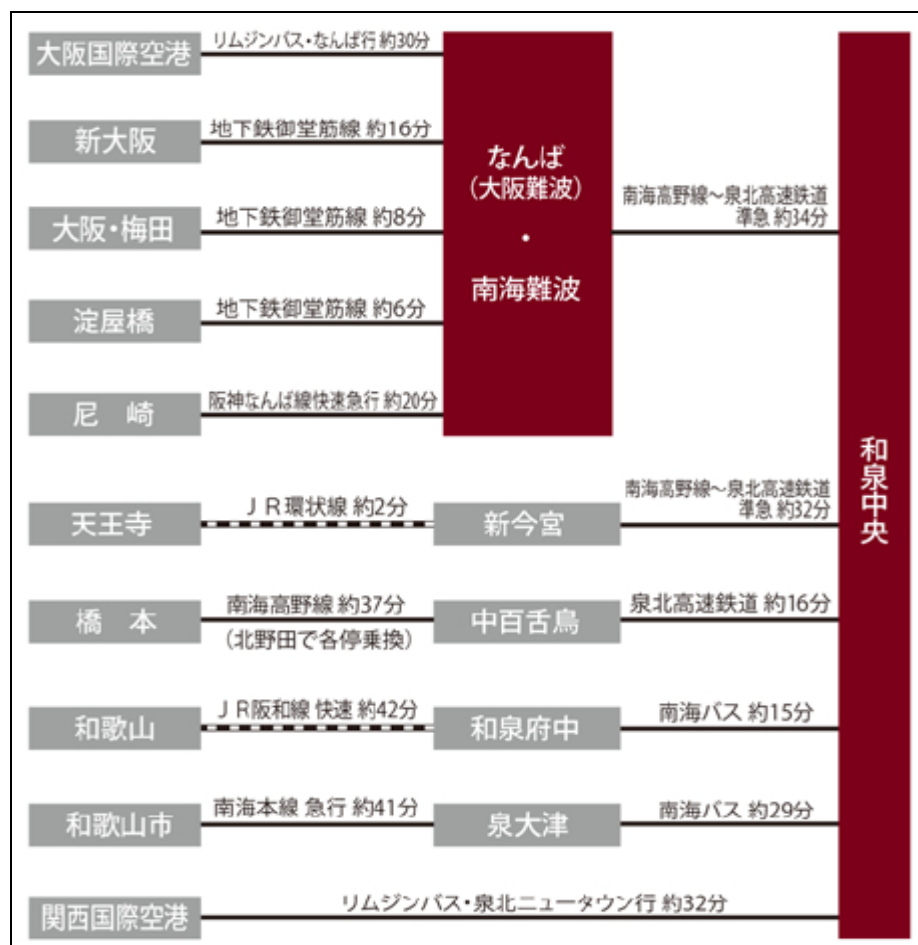 大阪国際空港
リムジンバス・なんば行 約30分
新大阪
地下鉄御堂筋線 約16分
大阪・梅田
地下鉄御堂筋線 約8分
淀屋橋
地下鉄御堂筋線 約6分
尼 崎
阪神なんば線快速急行 約20分
なんば
（大阪難波）
・
南海難波
南海高野線〜泉北高速鉄道
準急 約34分
天王寺
ＪＲ環状線 約2分
新今宮
南海高野線〜泉北高速鉄道
準急 約32分
橋 本
南海高野線 約37分
（北野田で各停乗換）
中百舌鳥
泉北高速鉄道 約16分
和歌山
ＪＲ阪和線 快速 約42分
和泉府中
南海バス 約15分
和歌山市
南海本線 急行 約41分
泉大津
南海バス 約29分
関西国際空港
リムジンバス・泉北ニュータウン行 約32分
和泉中央